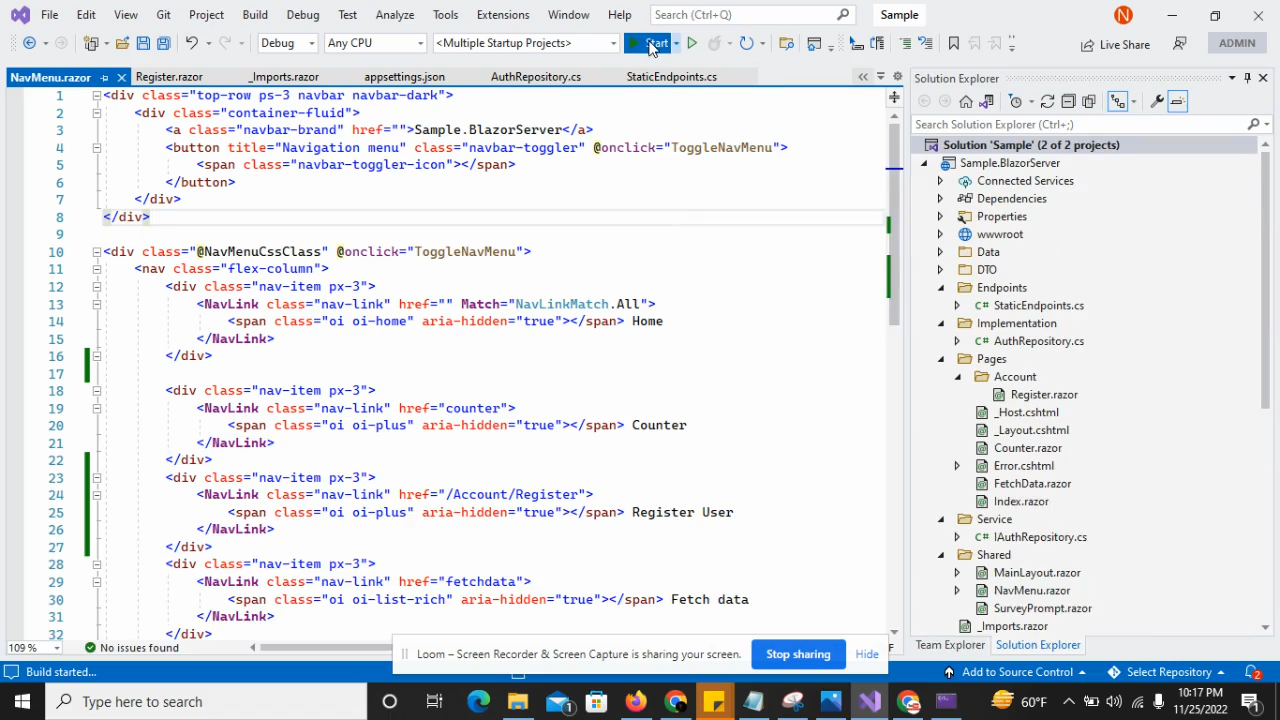 File Edit View Git Project Build Debug Test Analyze Tools Extensions Window Help Search (Ctrl+Q) Sample N
Debug Any CPU <Multiple Startup Projects> Start Live Share ADMIN
NavMenu.razor Register.razor _Imports.razor appsettings.json AuthRepository.cs StaticEndpoints.cs
1 <div class="top-row ps-3 navbar navbar-dark">
2 <div class="container-fluid">
3 <a class="navbar-brand" href="">Sample.BlazorServer</a>
4 <button title="Navigation menu" class="navbar-toggler" @onclick="ToggleNavMenu">
5 <span class="navbar-toggler-icon"></span>
6 </button>
7 </div>
8 </div>
9
10 <div class="@NavMenuCssClass" @onclick="ToggleNavMenu">
11 <nav class="flex-column">
12 <div class="nav-item px-3">
13 <NavLink class="nav-link" href="" Match="NavLinkMatch.All">
14 <span class="oi oi-home" aria-hidden="true"></span> Home
15 </NavLink>
16 </div>
17
18 <div class="nav-item px-3">
19 <NavLink class="nav-link" href="counter">
20 <span class="oi oi-plus" aria-hidden="true"></span> Counter
21 </NavLink>
22 </div>
23 <div class="nav-item px-3">
24 <NavLink class="nav-link" href="/Account/Register">
25 <span class="oi oi-plus" aria-hidden="true"></span> Register User
26 </NavLink>
27 </div>
28 <div class="nav-item px-3">
29 <NavLink class="nav-link" href="fetchdata">
30 <span class="oi oi-list-rich" aria-hidden="true"></span> Fetch data
31 </NavLink>
32 </div>
109 % No issues found
Solution Explorer
Search Solution Explorer (Ctrl+;)
Solution 'Sample' (2 of 2 projects)
Sample.BlazorServer
Connected Services
Dependencies
Properties
wwwroot
Data
DTO
Endpoints
StaticEndpoints.cs
Implementation
AuthRepository.cs
Pages
Account
Register.razor
_Host.cshtml
_Layout.cshtml
Counter.razor
Error.cshtml
FetchData.razor
Index.razor
Service
IAuthRepository.cs
Shared
MainLayout.razor
NavMenu.razor
SurveyPrompt.razor
_Imports.razor
Team Explorer Solution Explorer
Loom – Screen Recorder & Screen Capture is sharing your screen. Stop sharing Hide
Build started... Add to Source Control Select Repository 2
Type here to search 1 60°F 10:17 PM
11/25/2022